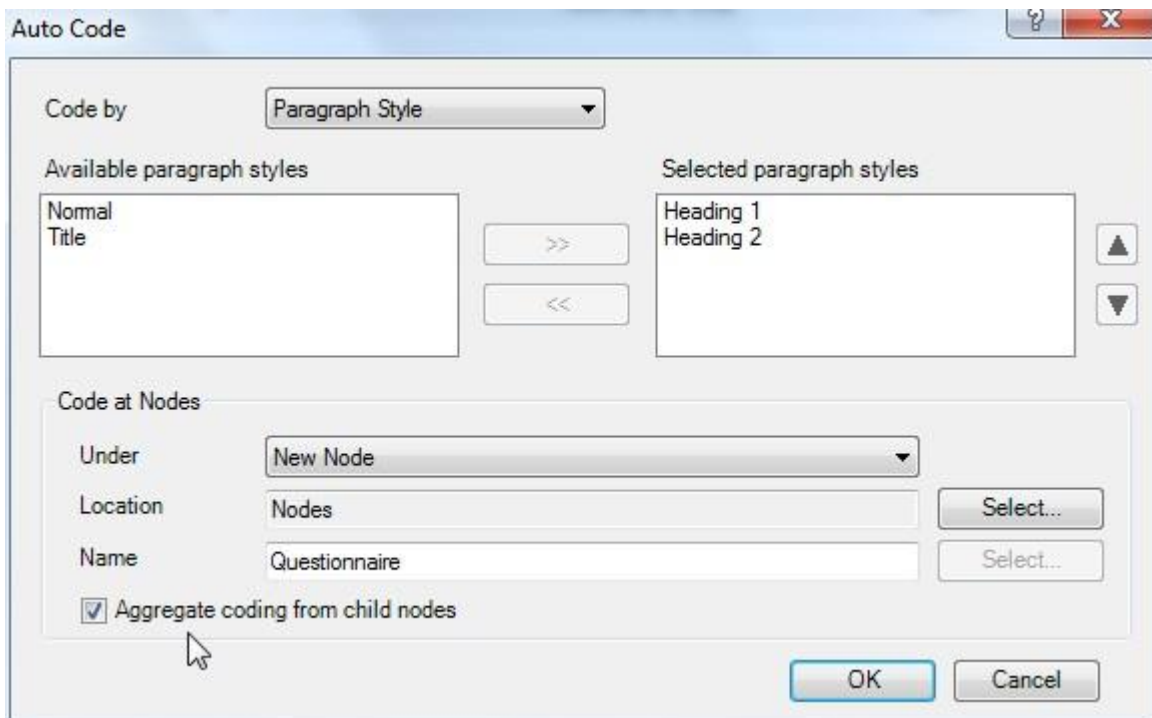 Auto Code
?
X
Code by
Paragraph Style
Available paragraph styles
Selected paragraph styles
Normal
Title
>>
<<
Heading 1
Heading 2
Code at Nodes
Under
New Node
Location
Nodes
Select...
Name
Questionnaire
Select...
Aggregate coding from child nodes
OK
Cancel